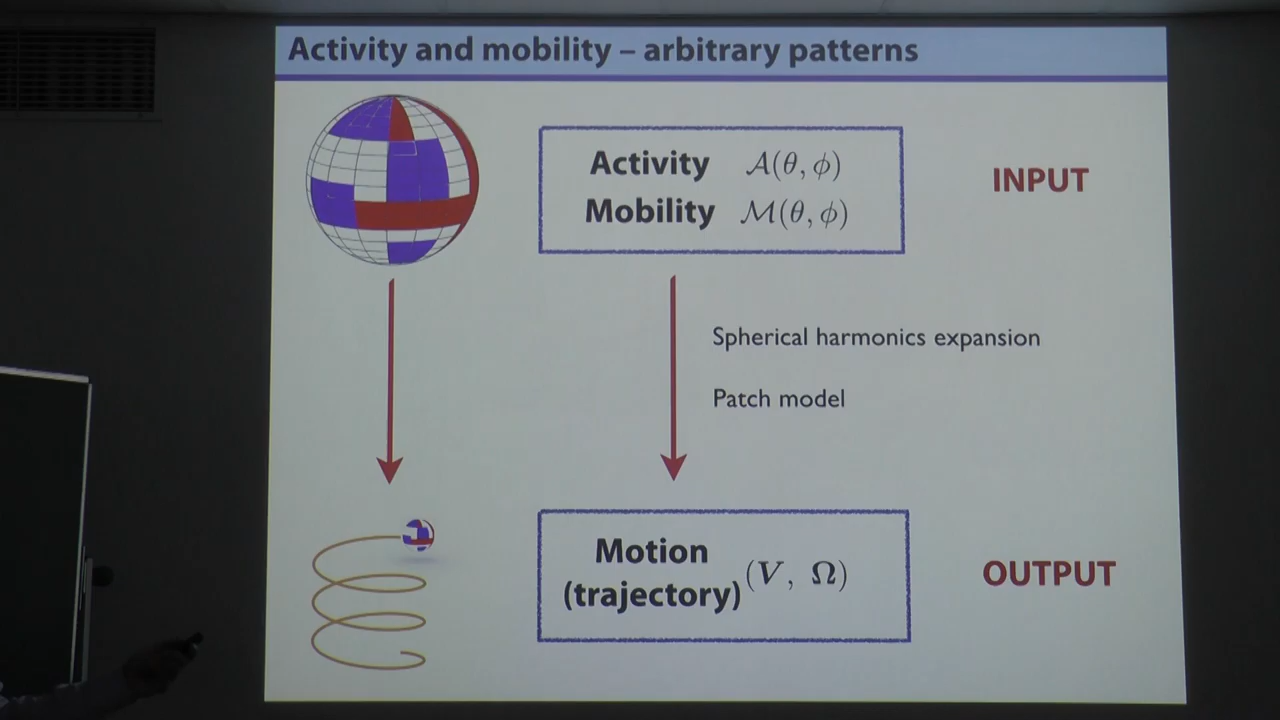 Activity and mobility – arbitrary patterns
Activity 𝒜(θ, ϕ)
Mobility ℳ(θ, ϕ)
INPUT
Spherical harmonics expansion
Patch model
Motion
(trajectory) (V, Ω)
OUTPUT